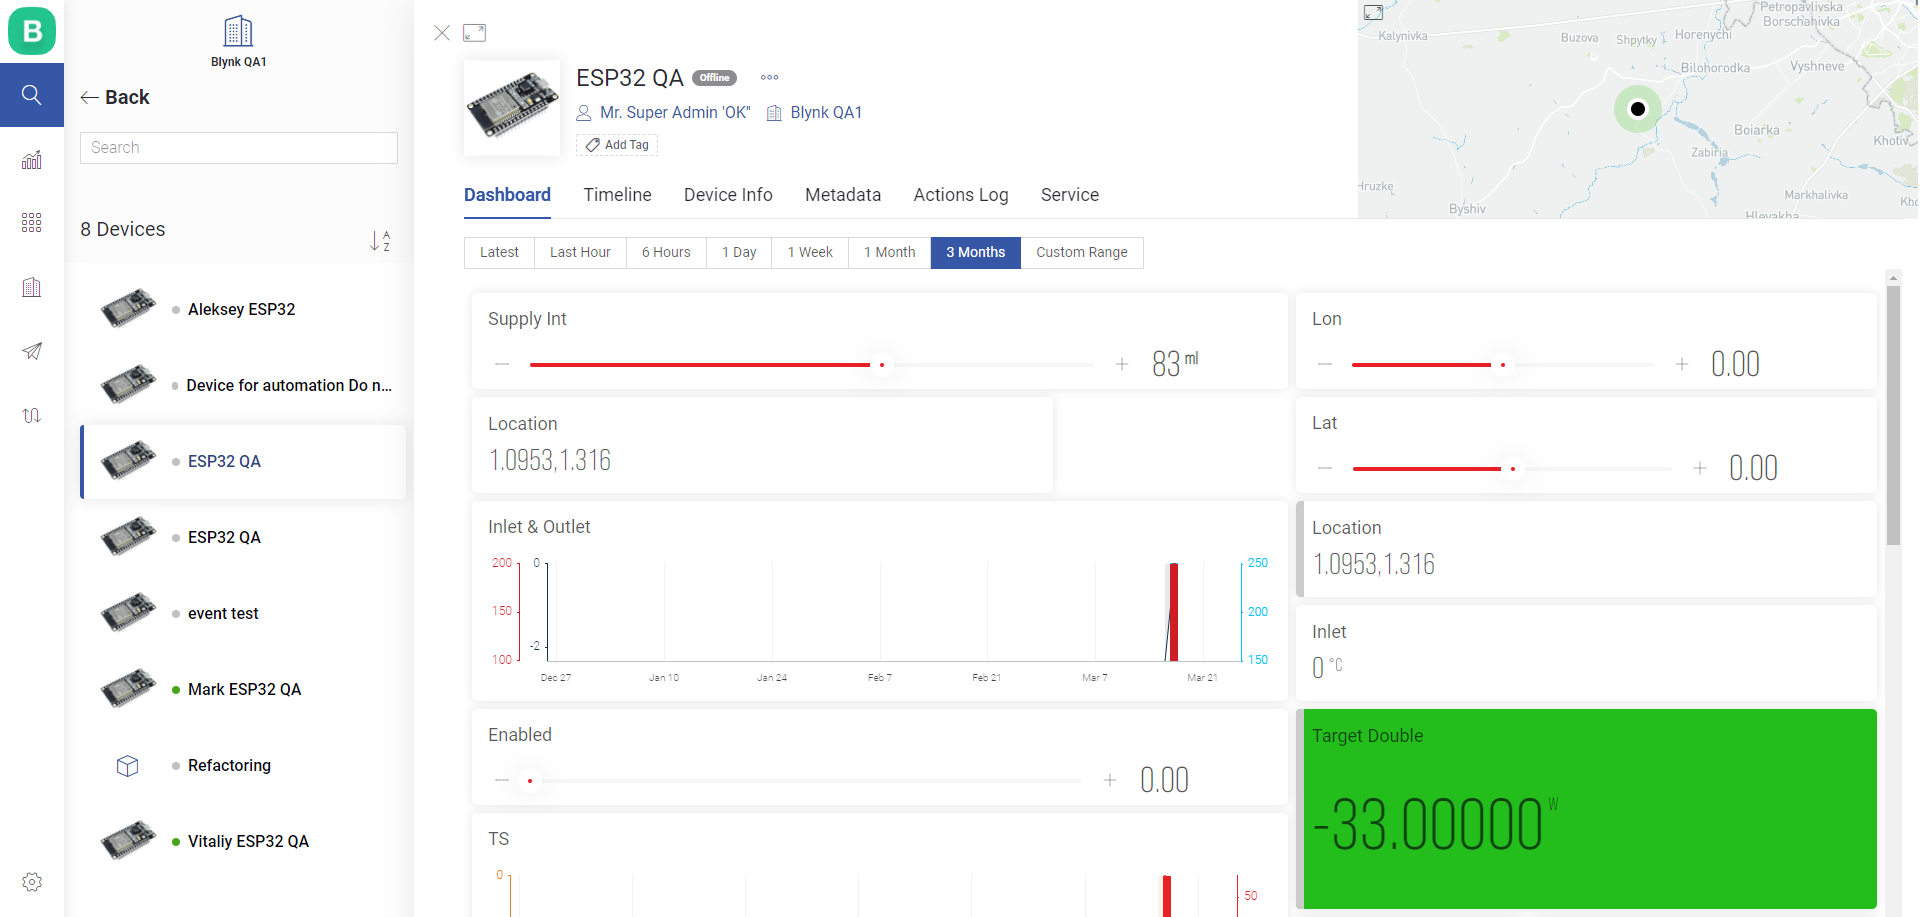 B
Blynk QA1
Back
Search
8 Devices
A
Z
Aleksey ESP32
Device for automation Do n...
ESP32 QA
ESP32 QA
event test
Mark ESP32 QA
Refactoring
Vitaliy ESP32 QA
ESP32 QA Offline
Mr. Super Admin 'OK" Blynk QA1
Add Tag
Dashboard Timeline Device Info Metadata Actions Log Service
Latest Last Hour 6 Hours 1 Day 1 Week 1 Month 3 Months Custom Range
Petropavlivska
Borschahivka
Kalynivka
Buzova
Shpytky
Horenychi
Bilohorodka
Vyshneve
Boiarka
Khotiv
Zabiria
Hruzke
Markhalivka
Byshiv
Hlevakha
Supply Int
83 ml
Lon
0.00
Location
1.0953,1.316
Lat
0.00
Inlet & Outlet
200 0 250
150 200
-2
100 150
Dec 27 Jan 10 Jan 24 Feb 7 Feb 21 Mar 7 Mar 21
Location
1.0953,1.316
Inlet
0 °C
Enabled
0.00
Target Double
-33.00000 W
TS
0
50